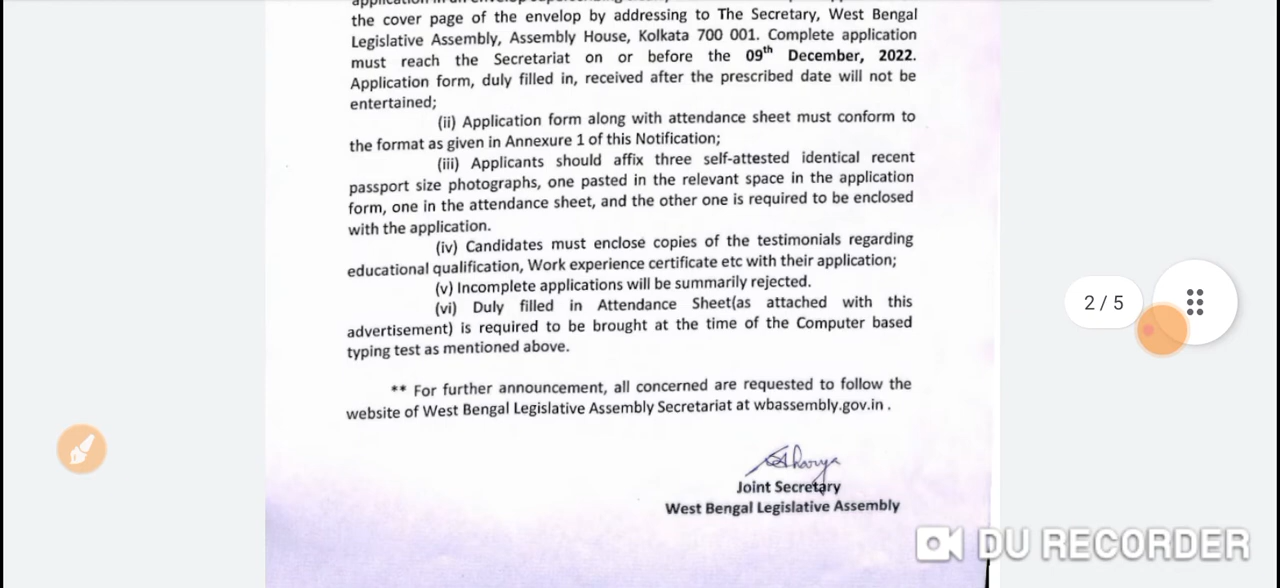 the cover page of the envelop by addressing to The Secretary, West Bengal
Legislative Assembly, Assembly House, Kolkata 700 001. Complete application
must reach the Secretariat on or before the 09th December, 2022.
Application form, duly filled in, received after the prescribed date will not be
entertained;
(ii) Application form along with attendance sheet must conform to
the format as given in Annexure 1 of this Notification;
(iii) Applicants should affix three self-attested identical recent
passport size photographs, one pasted in the relevant space in the application
form, one in the attendance sheet, and the other one is required to be enclosed
with the application.
(iv) Candidates must enclose copies of the testimonials regarding
educational qualification, Work experience certificate etc with their application;
(v) Incomplete applications will be summarily rejected.
(vi) Duly filled in Attendance Sheet(as attached with this
advertisement) is required to be brought at the time of the Computer based
typing test as mentioned above.
2 / 5
** For further announcement, all concerned are requested to follow the
website of West Bengal Legislative Assembly Secretariat at wbassembly.gov.in .
Joint Secretary
West Bengal Legislative Assembly
DU RECORDER